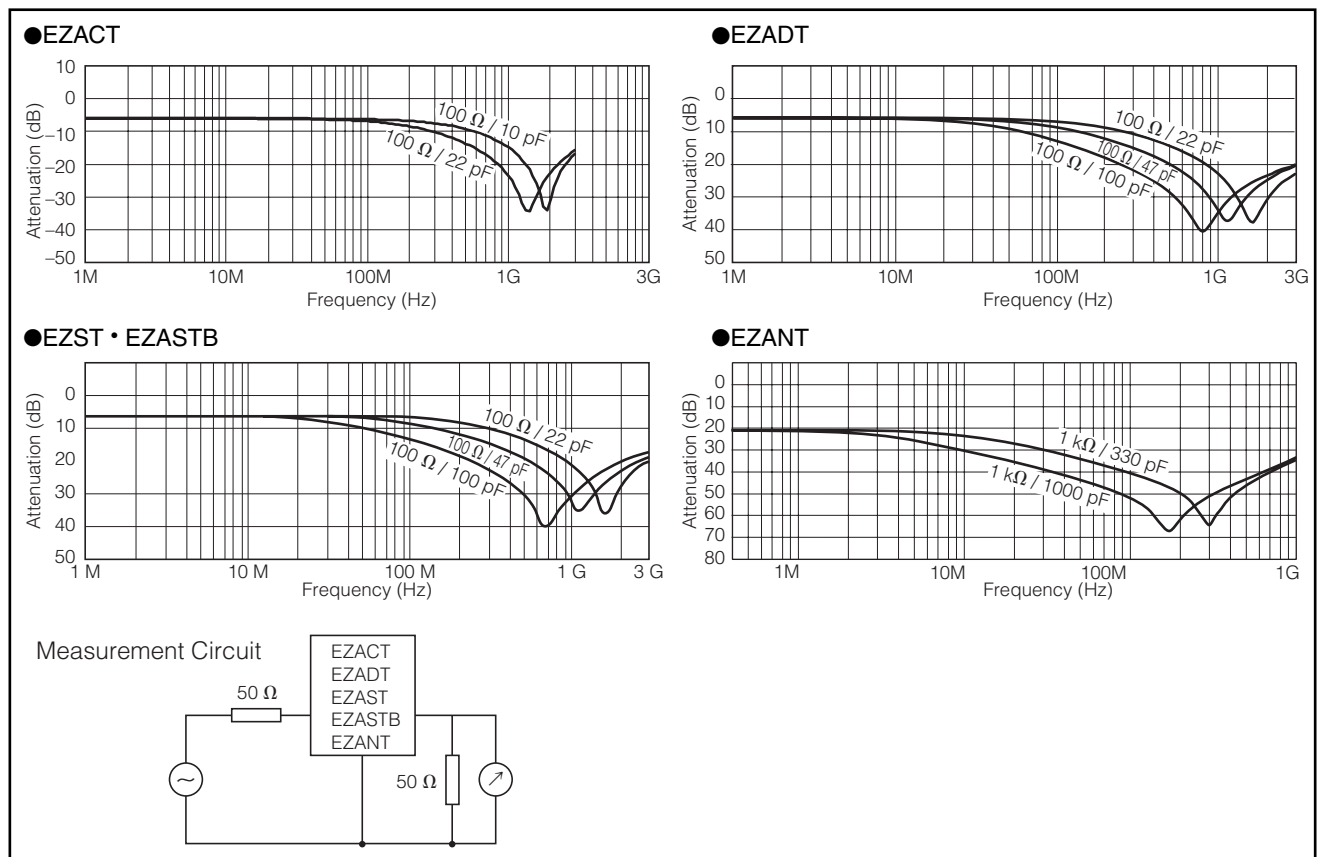 ●EZACT
10
0
–10
–20
–30
–40
–50
Attenuation (dB)
100 Ω / 10 pF
100 Ω / 22 pF
1M
10M
100M
1G
3G
Frequency (Hz)
●EZADT
0
10
20
30
40
50
Attenuation (dB)
100 Ω / 22 pF
100 Ω / 47 pF
100 Ω / 100 pF
1M
10M
100M
1G
3G
Frequency (Hz)
●EZST・EZASTB
0
10
20
30
40
50
Attenuation (dB)
100 Ω / 22 pF
100 Ω / 47 pF
100 Ω / 100 pF
1 M
10 M
100 M
1 G
3 G
Frequency (Hz)
●EZANT
0
10
20
30
40
50
60
70
80
Attenuation (dB)
1 kΩ / 330 pF
1 kΩ / 1000 pF
1M
10M
100M
1G
Frequency (Hz)
Measurement Circuit
50 Ω
EZACT
EZADT
EZAST
EZASTB
EZANT
50 Ω